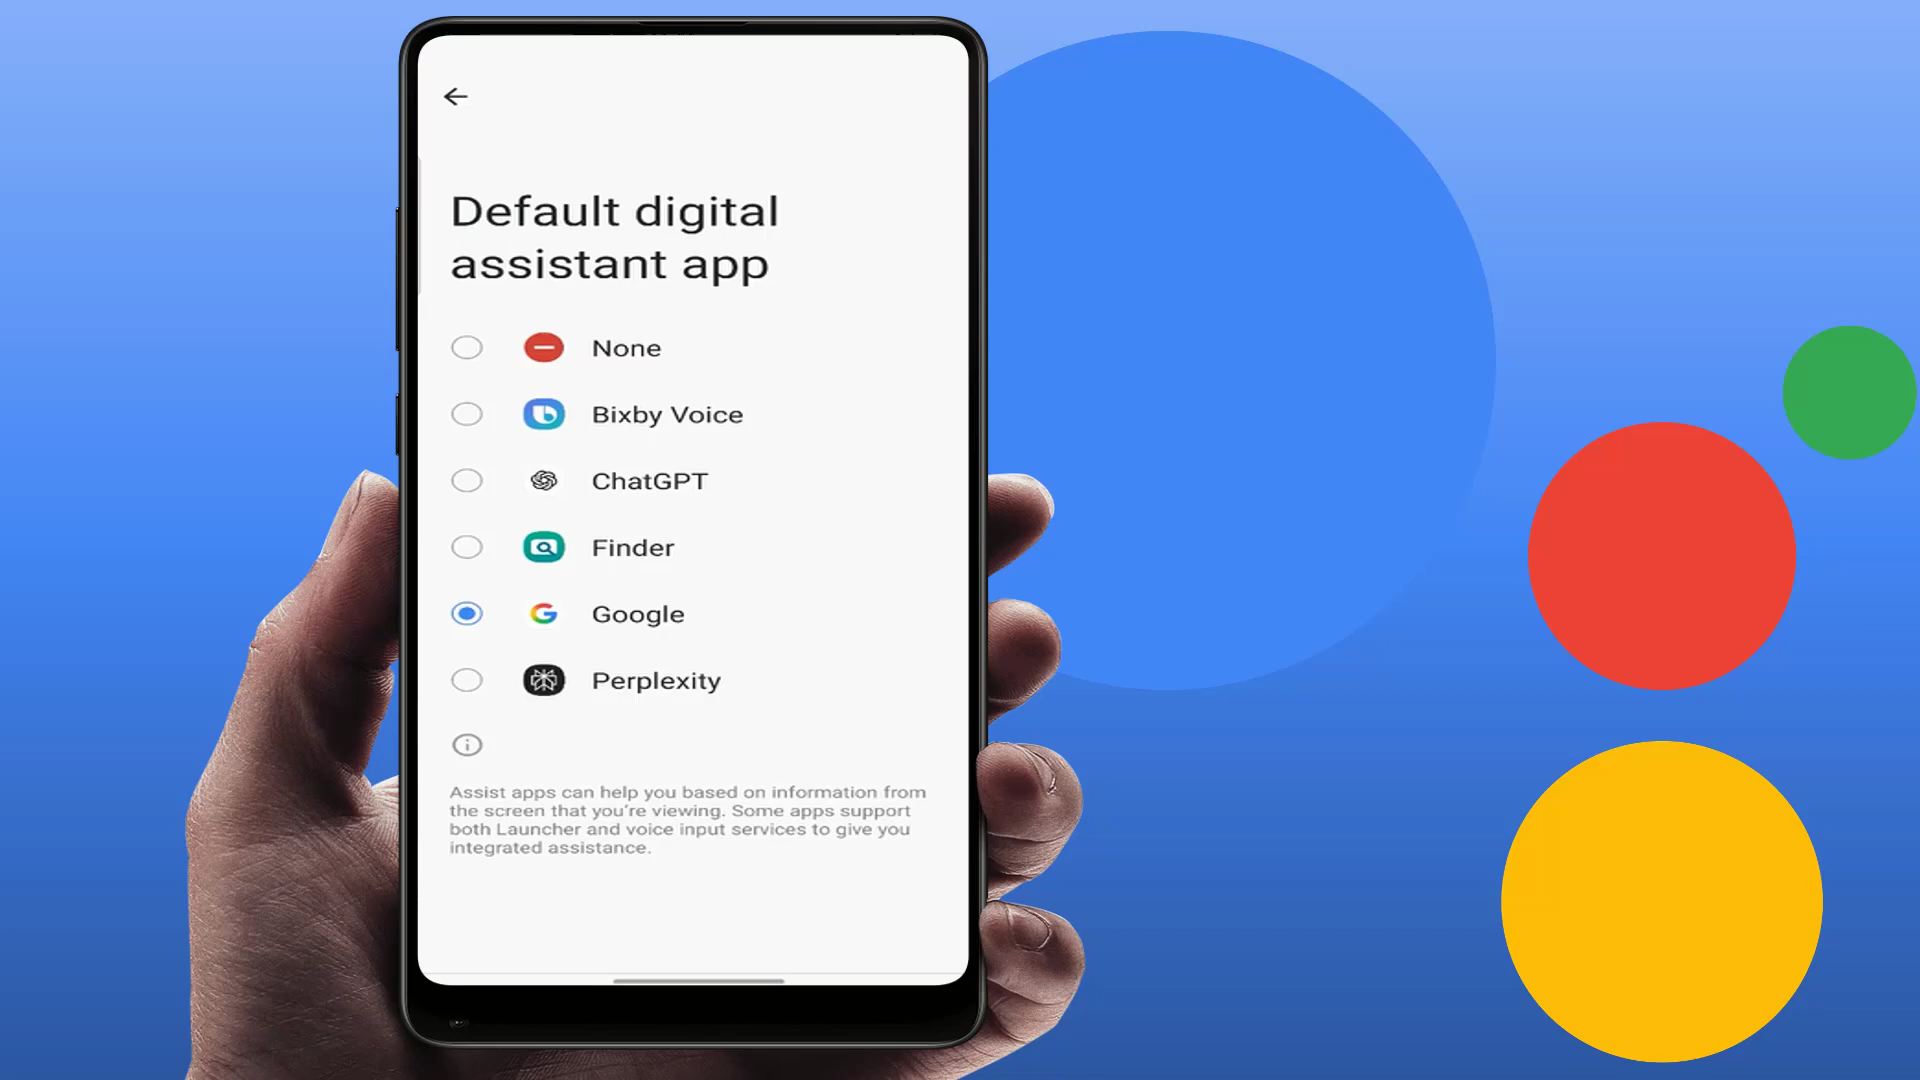 Default digital
assistant app
None
Bixby Voice
ChatGPT
Finder
Google
Perplexity
Assist apps can help you based on information from
the screen that you're viewing. Some apps support
both Launcher and voice input services to give you
integrated assistance.